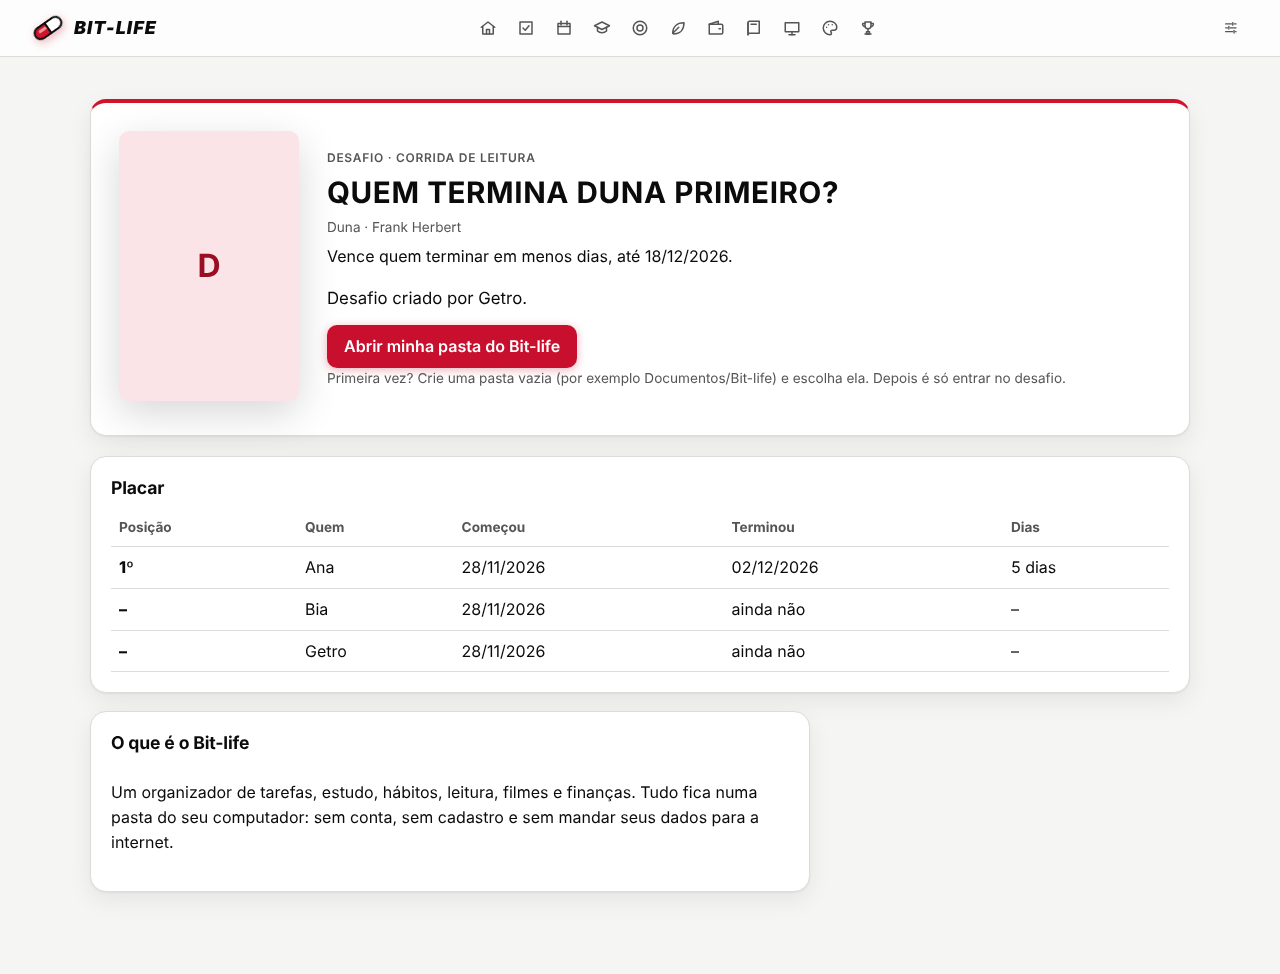 BIT-LIFE
DESAFIO · CORRIDA DE LEITURA
D
QUEM TERMINA DUNA PRIMEIRO?
Duna · Frank Herbert
Vence quem terminar em menos dias, até 18/12/2026.
Desafio criado por Getro.
Abrir minha pasta do Bit-life
Primeira vez? Crie uma pasta vazia (por exemplo Documentos/Bit-life) e escolha ela. Depois é só entrar no desafio.
Placar
Posição Quem Começou Terminou Dias
1º Ana 28/11/2026 02/12/2026 5 dias
– Bia 28/11/2026 ainda não –
– Getro 28/11/2026 ainda não –
O que é o Bit-life
Um organizador de tarefas, estudo, hábitos, leitura, filmes e finanças. Tudo fica numa
pasta do seu computador: sem conta, sem cadastro e sem mandar seus dados para a
internet.